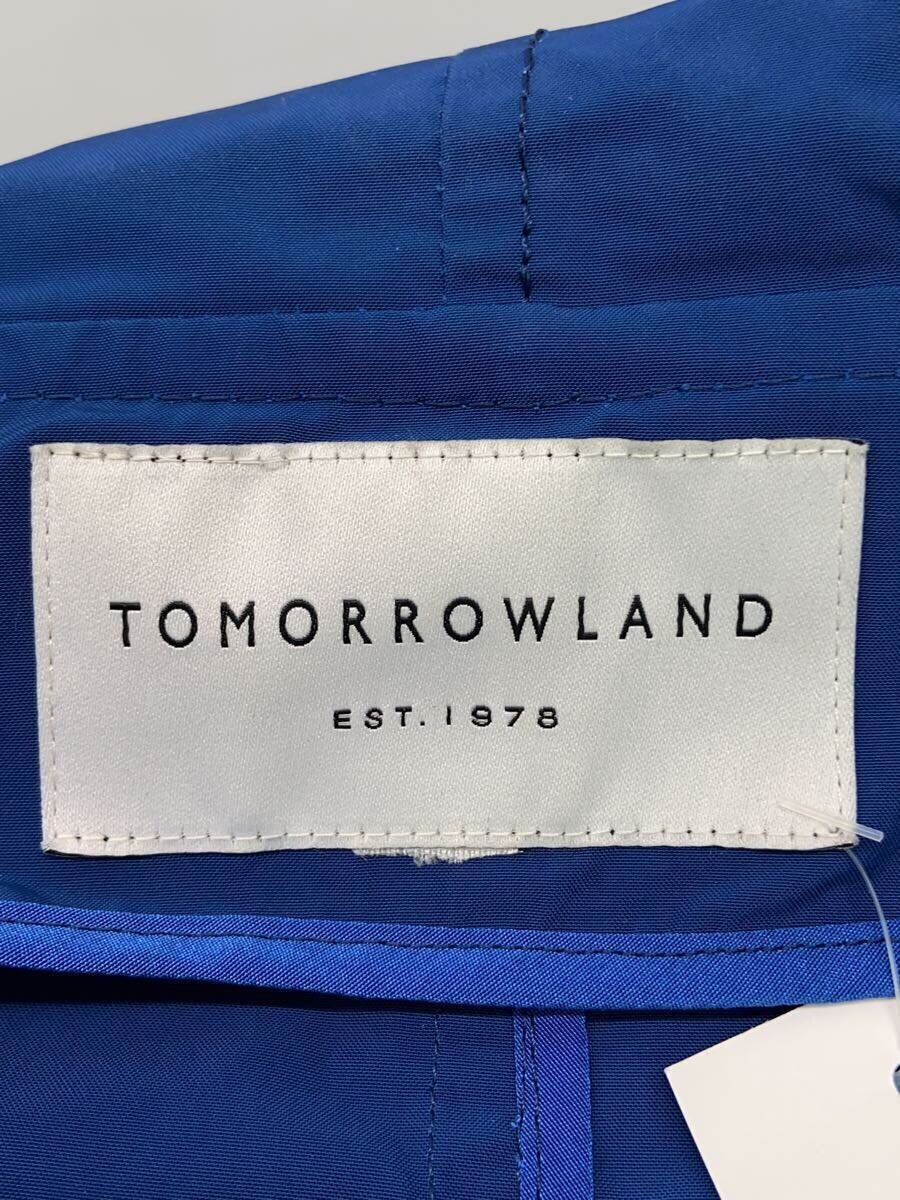 TOMORROWLAND
EST. 1978